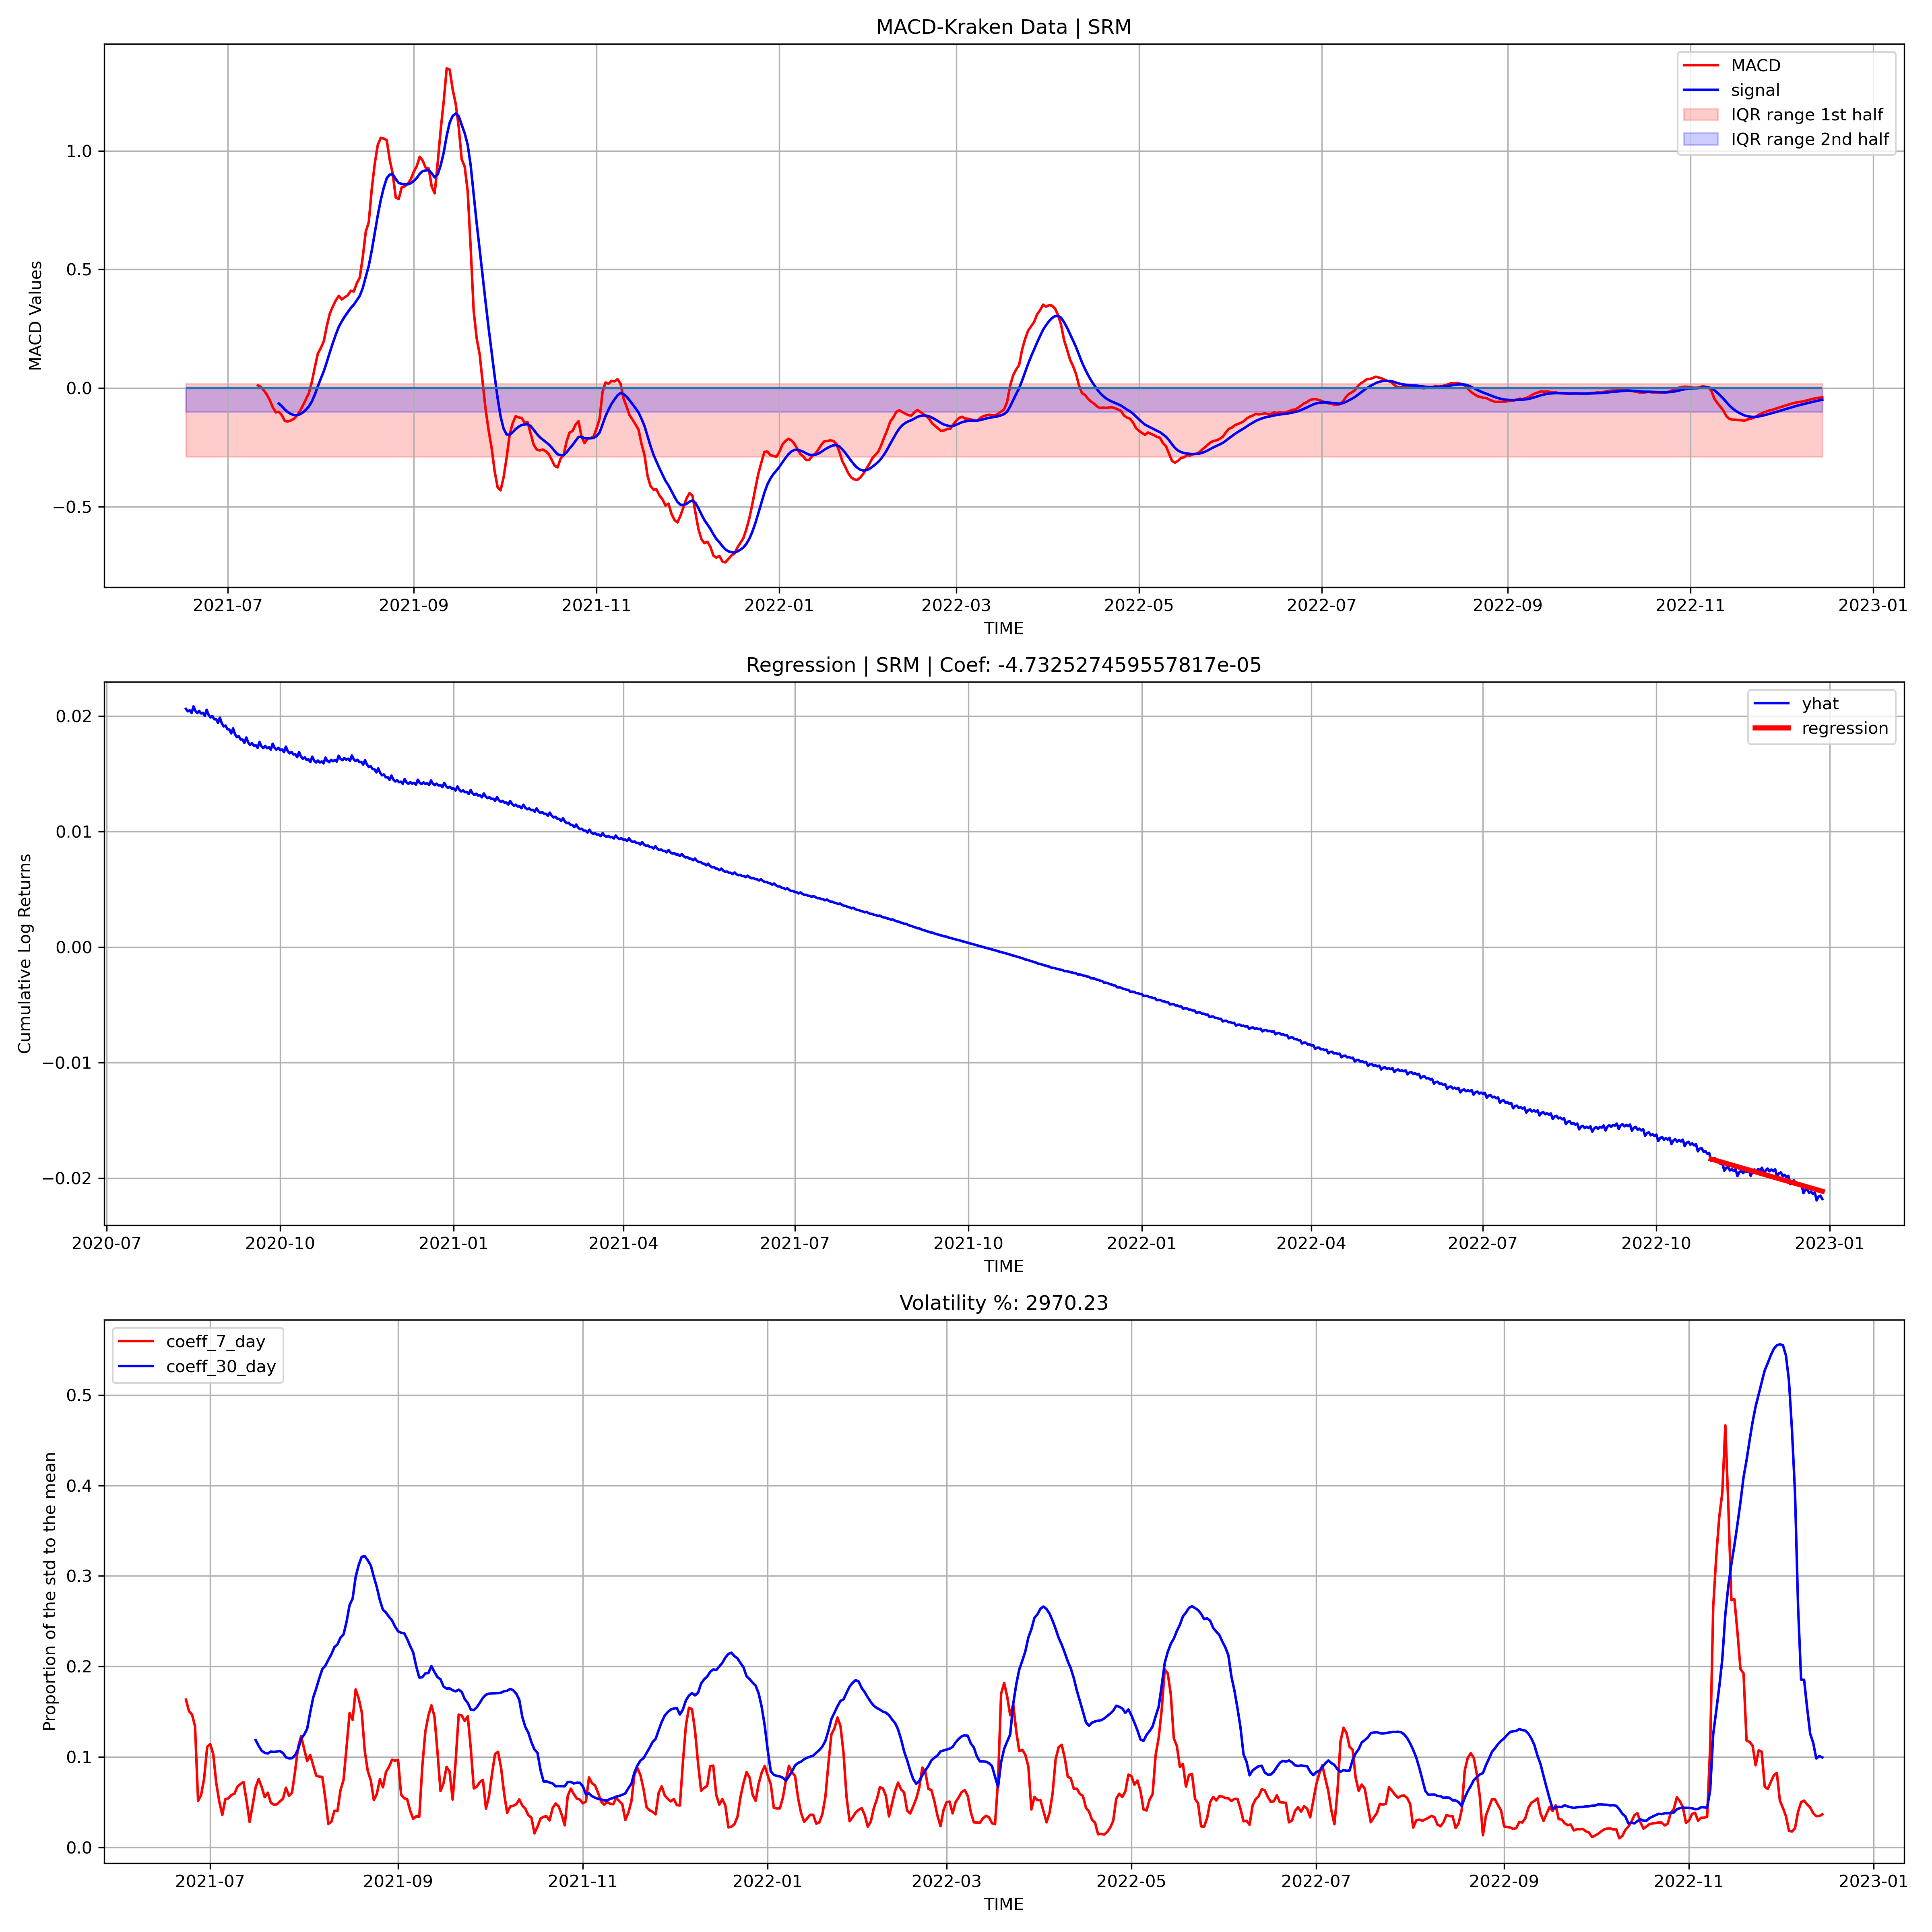 MACD-Kraken Data | SRM
MACD
signal
IQR range 1st half
IQR range 2nd half
MACD Values
1.0
0.5
0.0
−0.5
2021-07 2021-09 2021-11 2022-01 2022-03 2022-05 2022-07 2022-09 2022-11 2023-01
TIME
Regression | SRM | Coef: -4.732527459557817e-05
yhat
regression
Cumulative Log Returns
0.02
0.01
0.00
−0.01
−0.02
2020-07 2020-10 2021-01 2021-04 2021-07 2021-10 2022-01 2022-04 2022-07 2022-10 2023-01
TIME
Volatility %: 2970.23
coeff_7_day
coeff_30_day
Proportion of the std to the mean
0.5
0.4
0.3
0.2
0.1
0.0
2021-07 2021-09 2021-11 2022-01 2022-03 2022-05 2022-07 2022-09 2022-11 2023-01
TIME